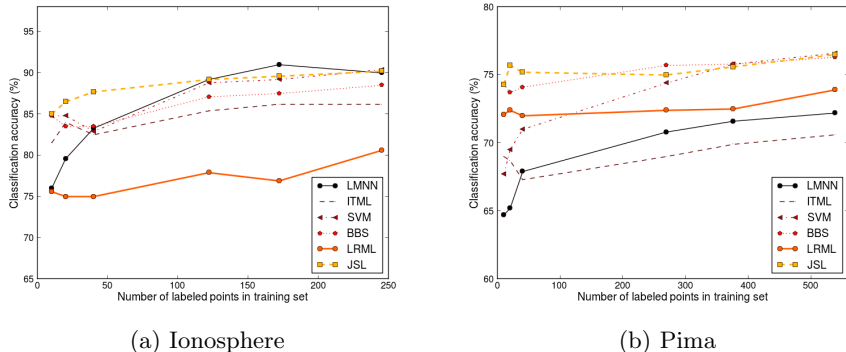 95
90
85
80
75
70
65
0
50
100
150
200
250
Classification accuracy (%)
Number of labeled points in training set
LMNN
ITML
SVM
BBS
LRML
JSL
(a) Ionosphere
80
75
70
65
60
0
100
200
300
400
500
Classification accuracy (%)
Number of labeled points in training set
LMNN
ITML
SVM
BBS
LRML
JSL
(b) Pima